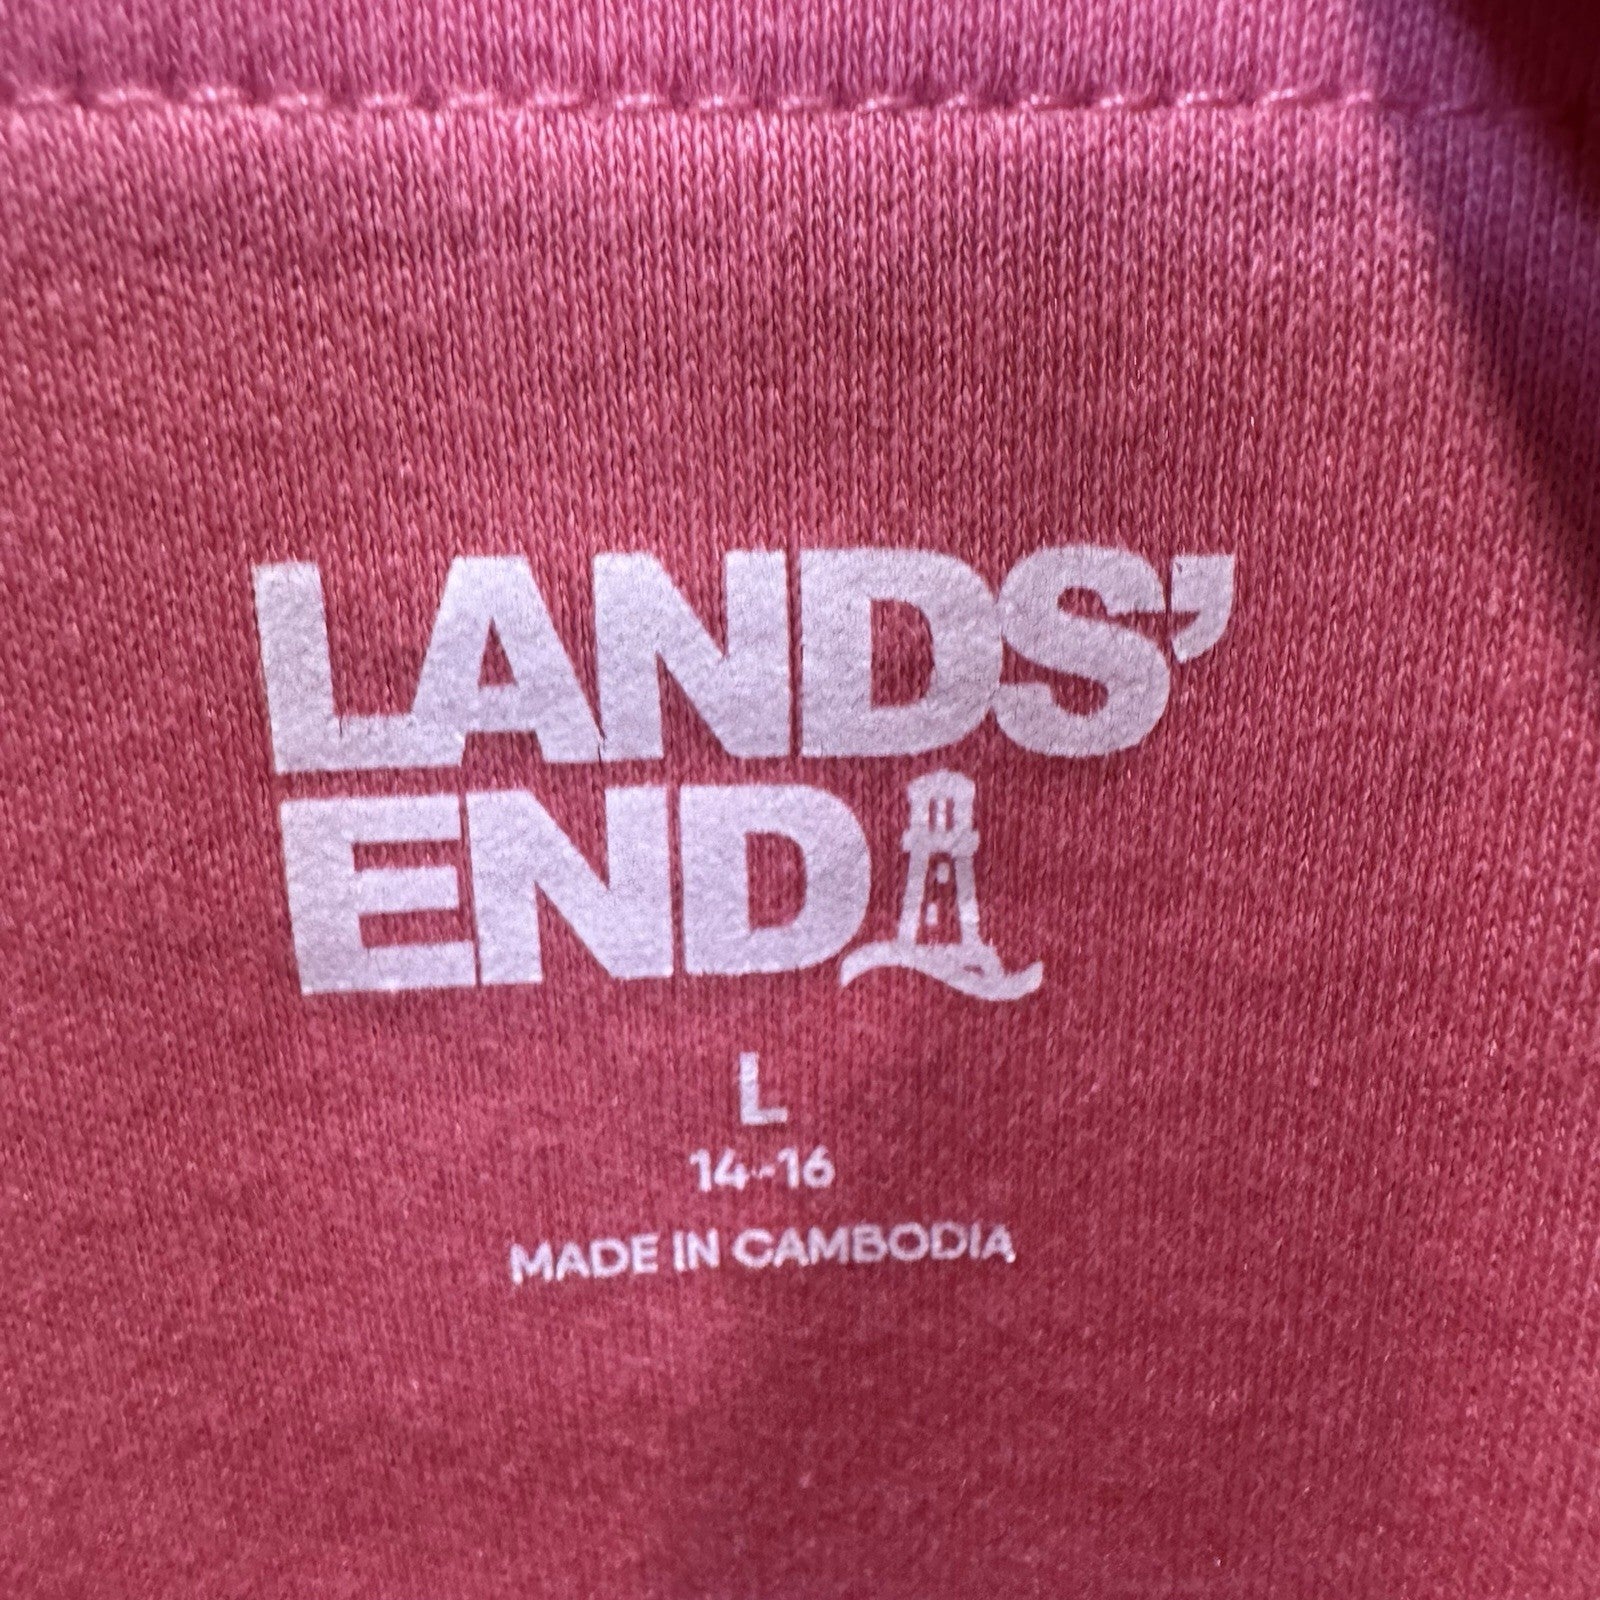 LANDS'
END
L
14-16
MADE IN CAMBODIA